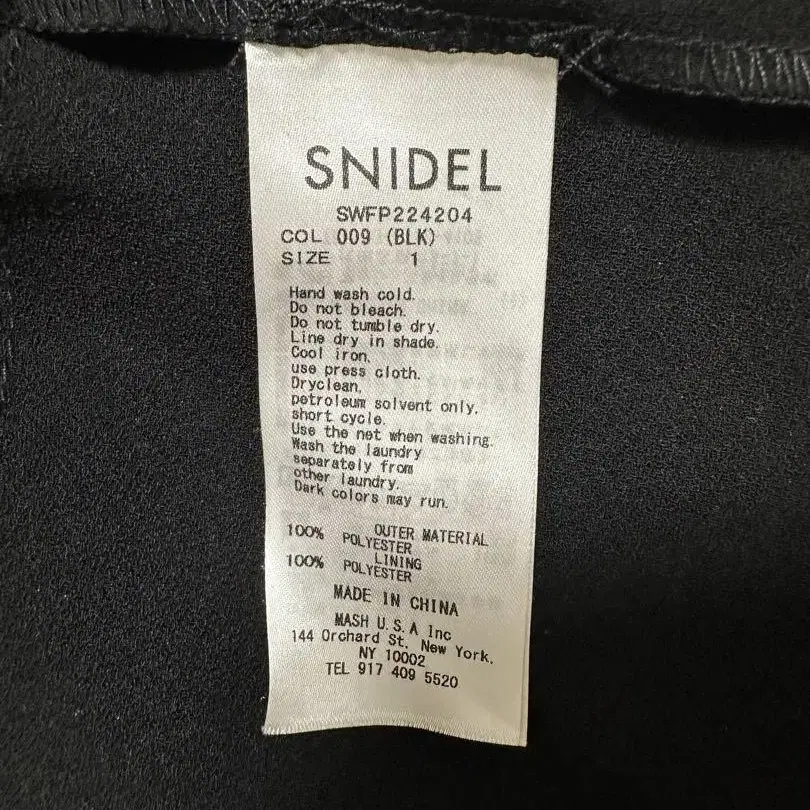 SNIDEL
SWFP224204
COL 009 (BLK)
SIZE 1
Hand wash cold.
Do not bleach.
Do not tumble dry.
Line dry in shade.
Cool iron.
use press cloth.
Dryclean.
petroleum solvent only.
short cycle.
Use the net when washing.
Wash the laundry
separately from
other laundry.
Dark colors may run.
OUTER MATERIAL
100% POLYESTER
LINING
100% POLYESTER
MADE IN CHINA
MASH U.S.A Inc
144 Orchard St. New York.
NY 10002
TEL 917 409 5520